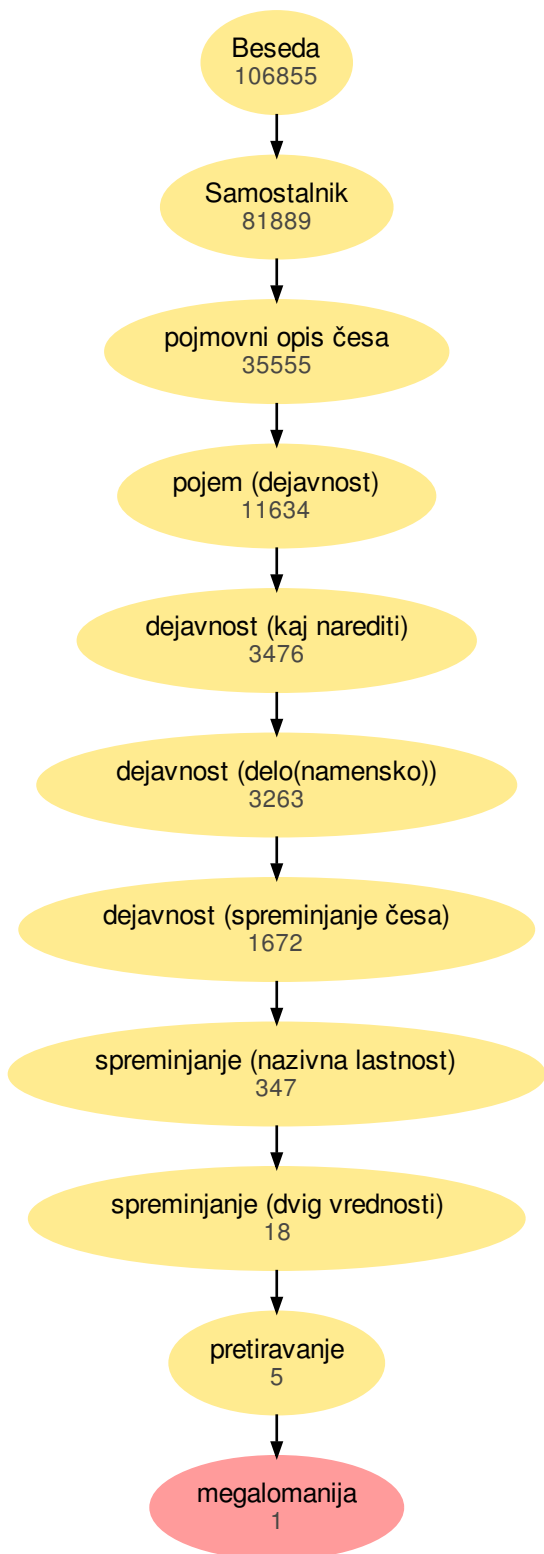 Beseda
106855
Samostalnik
81889
pojmovni opis česa
35555
pojem (dejavnost)
11634
dejavnost (kaj narediti)
3476
dejavnost (delo(namensko))
3263
dejavnost (spreminjanje česa)
1672
spreminjanje (nazivna lastnost)
347
spreminjanje (dvig vrednosti)
18
pretiravanje
5
megalomanija
1